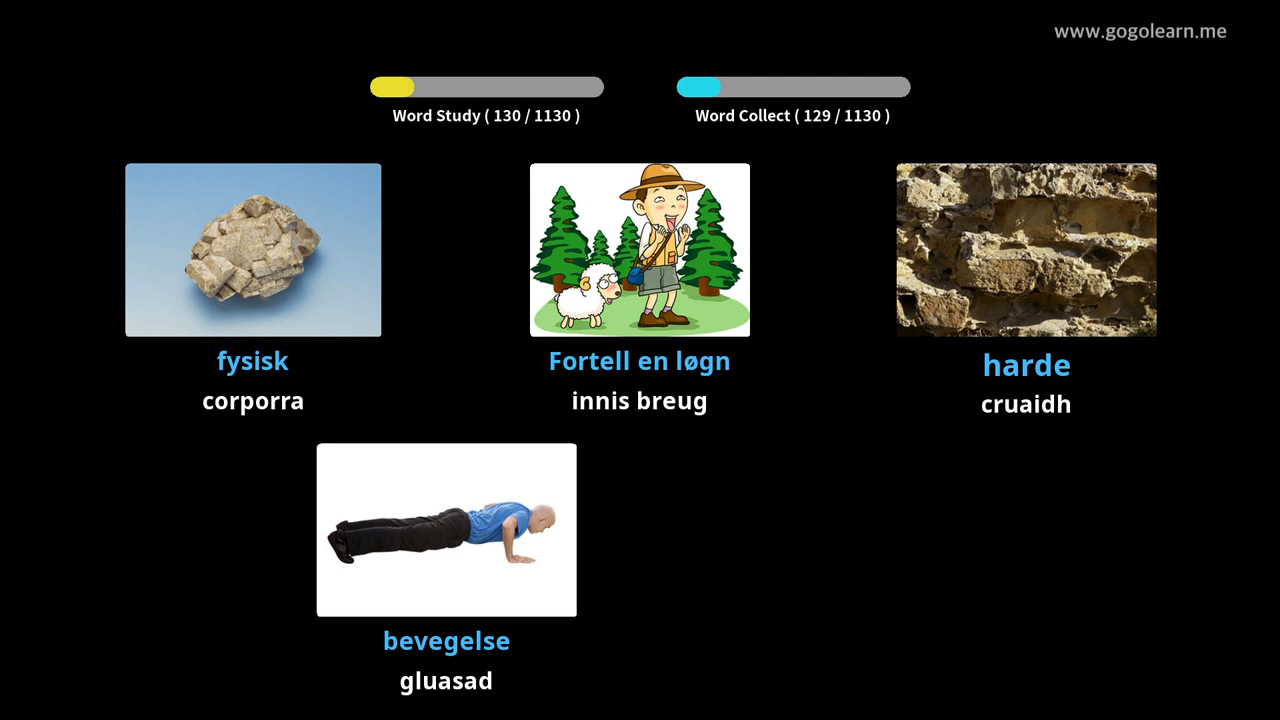 www.gogolearn.me
Word Study ( 130 / 1130 )
Word Collect ( 129 / 1130 )
fysisk
corporra
Fortell en løgn
innis breug
harde
cruaidh
bevegelse
gluasad